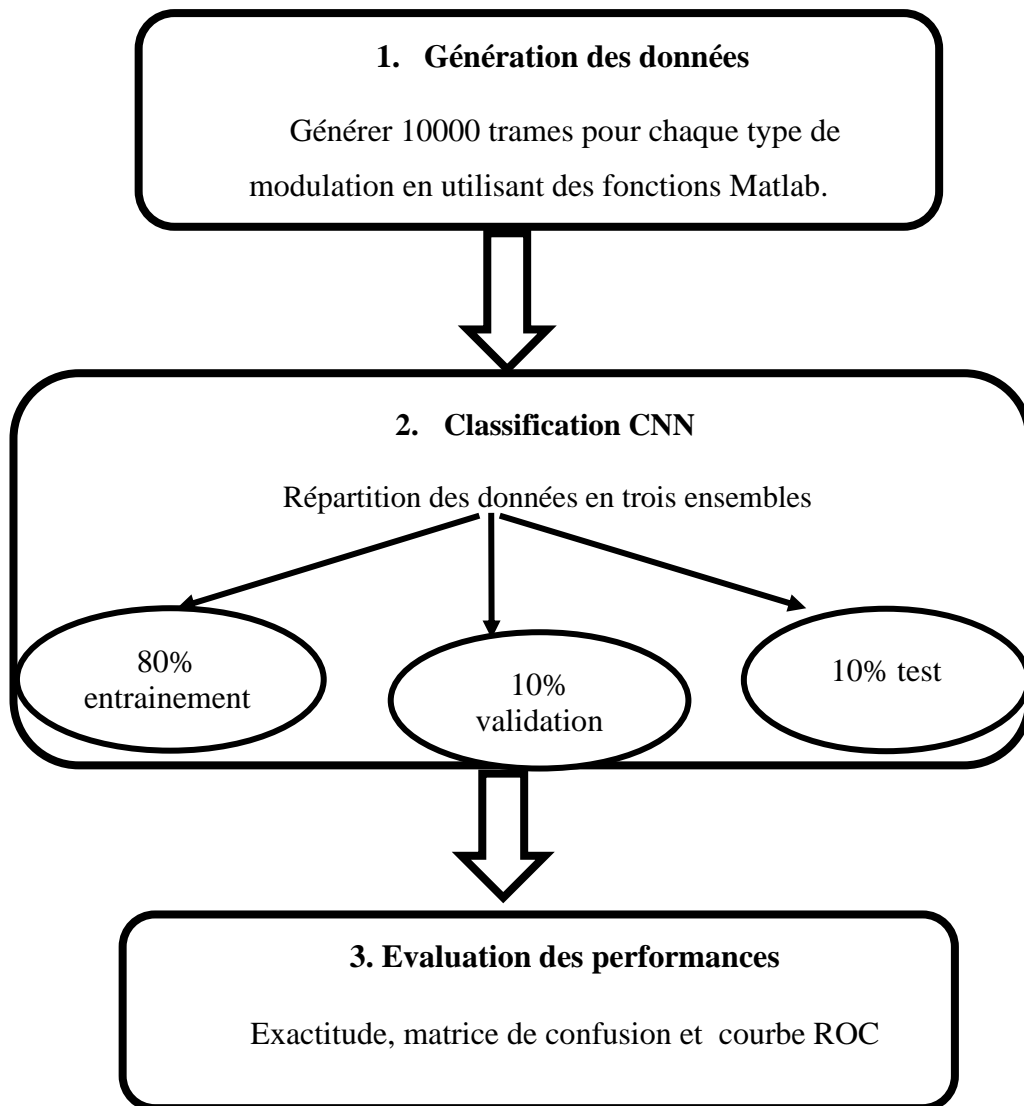 1. Génération des données
Générer 10000 trames pour chaque type de
modulation en utilisant des fonctions Matlab.
2. Classification CNN
Répartition des données en trois ensembles
80%
entrainement
10%
validation
10% test
3. Evaluation des performances
Exactitude, matrice de confusion et courbe ROC